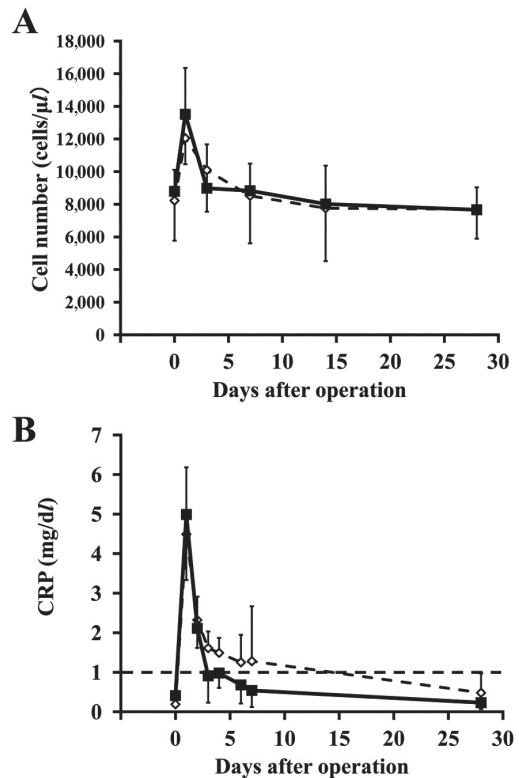 A
18,000
16,000
14,000
12,000
10,000
8,000
6,000
4,000
2,000
0
Cell number (cells/μl)
0 5 10 15 20 25 30
Days after operation
B
7
6
5
4
3
2
1
0
CRP (mg/dl)
0 5 10 15 20 25 30
Days after operation